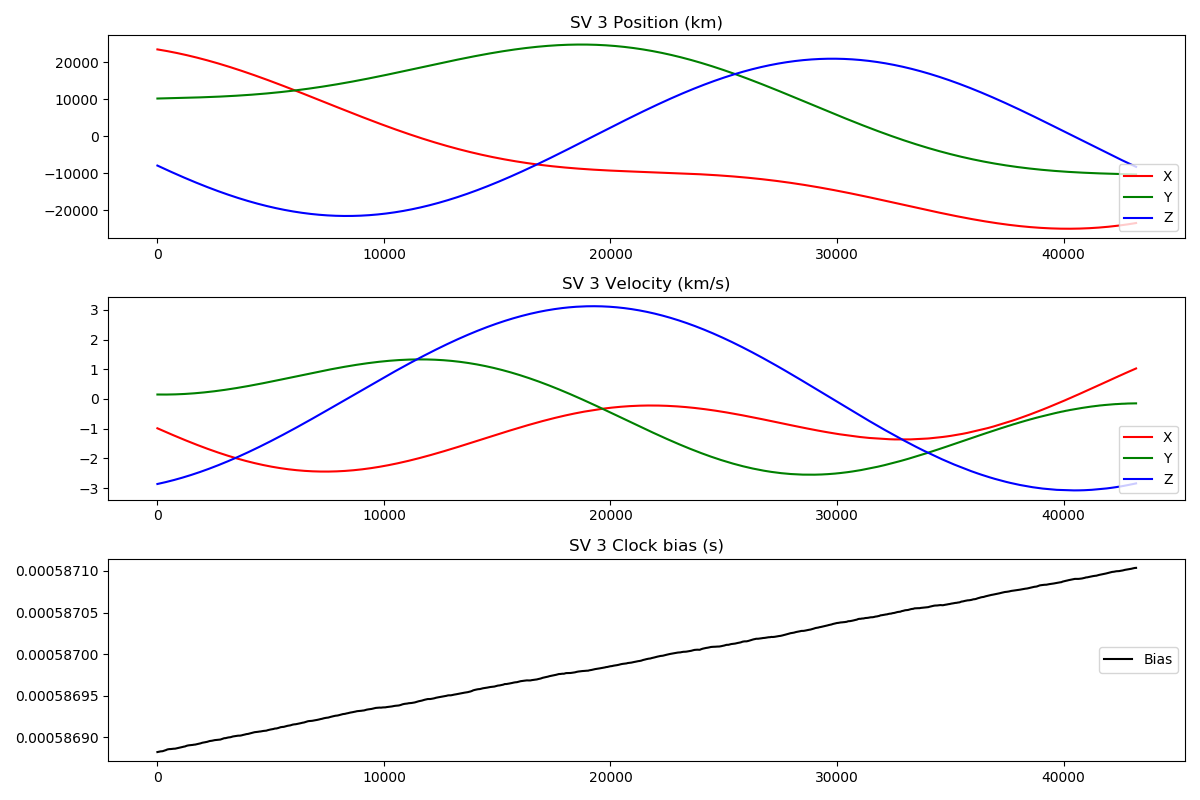 SV 3 Position (km)
20000
10000
0
−10000
−20000
X
Y
Z
0 10000 20000 30000 40000
SV 3 Velocity (km/s)
3
2
1
0
−1
−2
−3
X
Y
Z
0 10000 20000 30000 40000
SV 3 Clock bias (s)
0.00058710
0.00058705
0.00058700
0.00058695
0.00058690
Bias
0 10000 20000 30000 40000